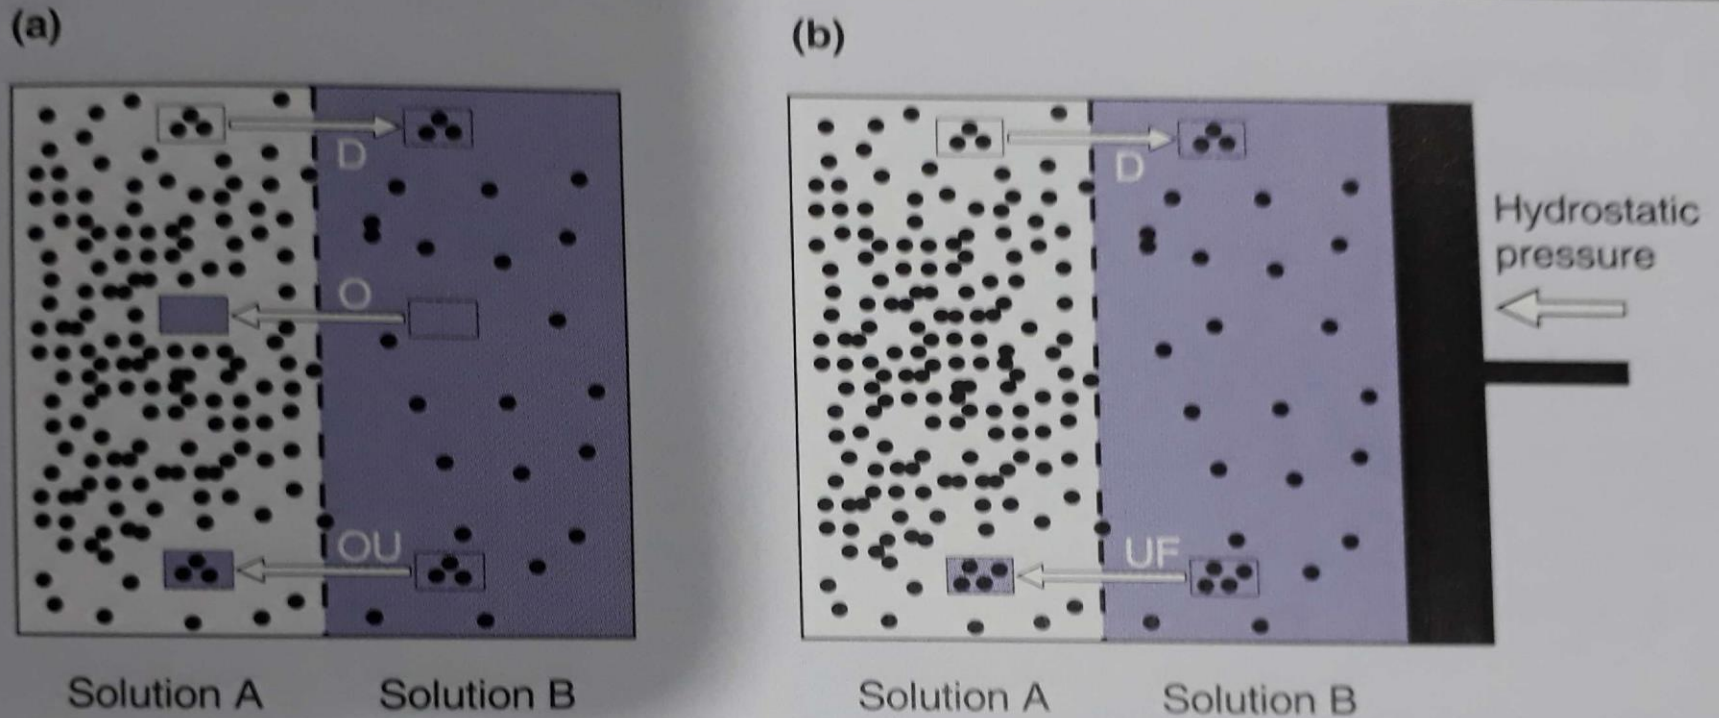 (a)
D
O
OU
Solution A
Solution B
(b)
D
UF
Hydrostatic
pressure
Solution A
Solution B